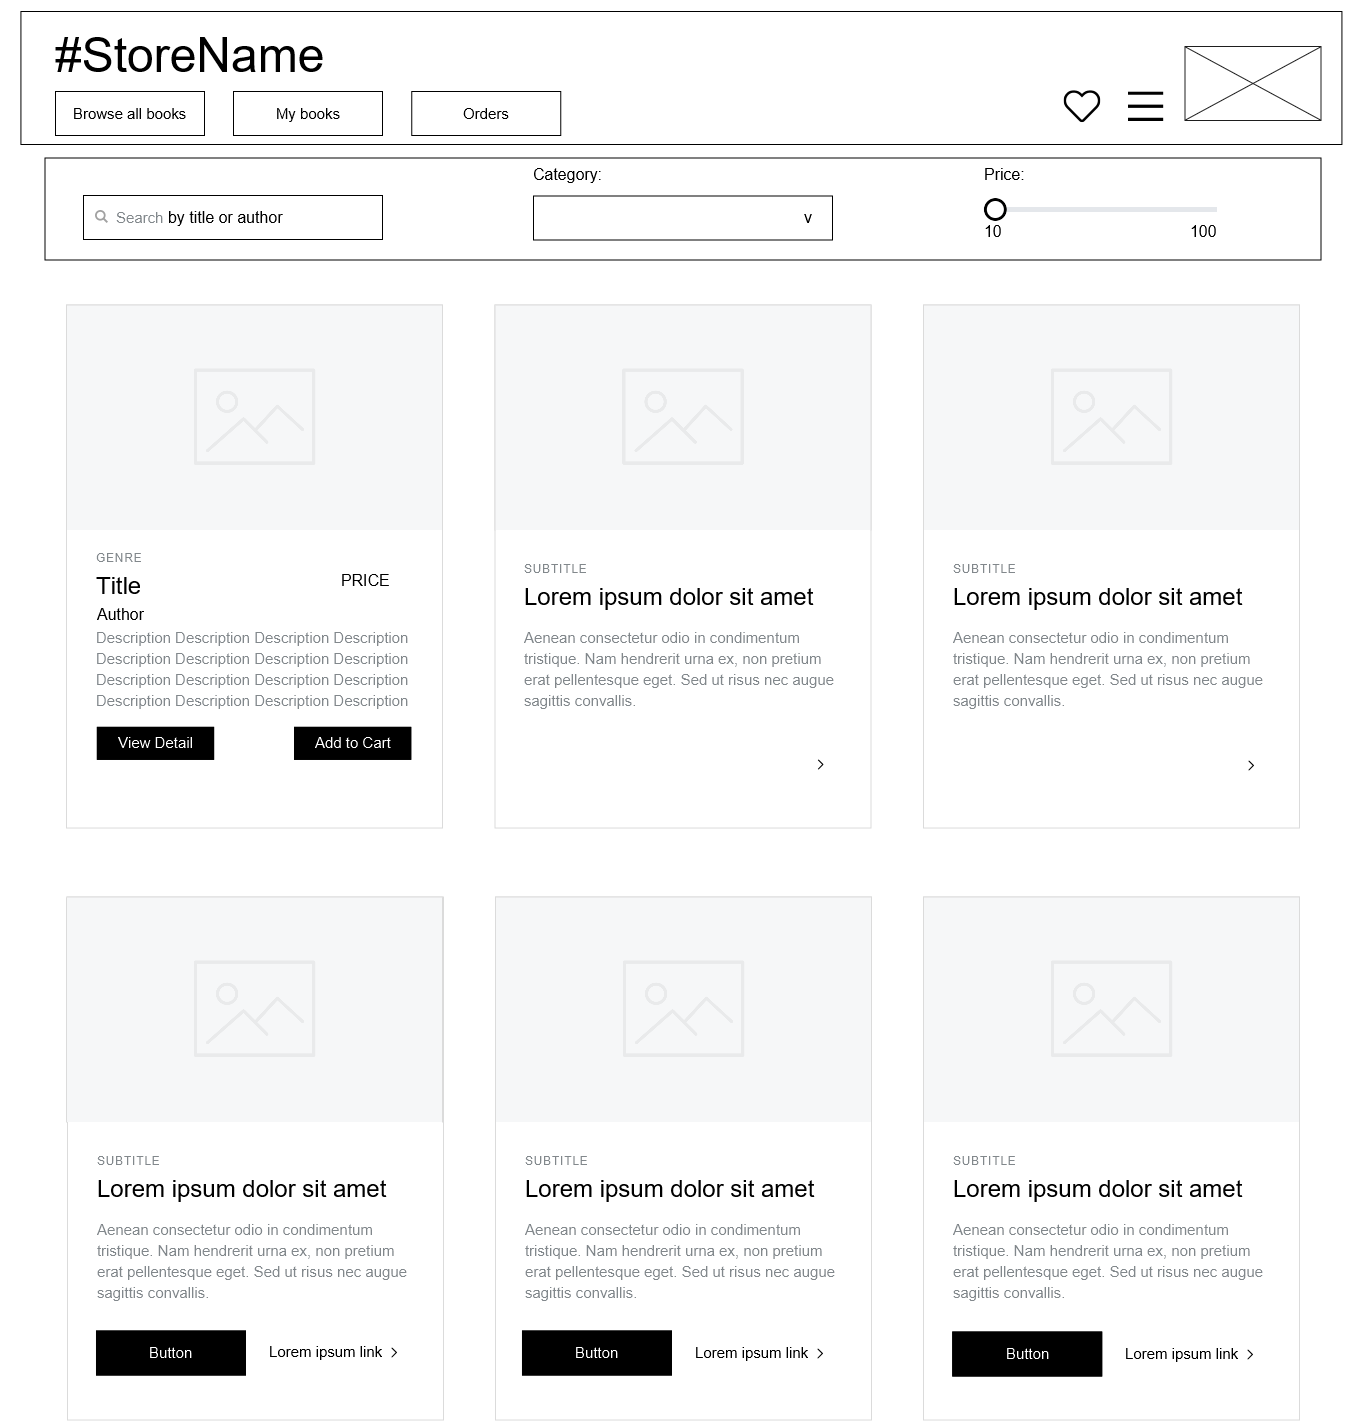 #StoreName
Browse all books
My books
Orders
Category:
Price:
Search by title or author
v
10
100
GENRE
Title
PRICE
Author
Description Description Description Description
Description Description Description Description
Description Description Description Description
Description Description Description Description
View Detail
Add to Cart
SUBTITLE
Lorem ipsum dolor sit amet
Aenean consectetur odio in condimentum
tristique. Nam hendrerit urna ex, non pretium
erat pellentesque eget. Sed ut risus nec augue
sagittis convallis.
SUBTITLE
Lorem ipsum dolor sit amet
Aenean consectetur odio in condimentum
tristique. Nam hendrerit urna ex, non pretium
erat pellentesque eget. Sed ut risus nec augue
sagittis convallis.
SUBTITLE
Lorem ipsum dolor sit amet
Aenean consectetur odio in condimentum
tristique. Nam hendrerit urna ex, non pretium
erat pellentesque eget. Sed ut risus nec augue
sagittis convallis.
Button
Lorem ipsum link
SUBTITLE
Lorem ipsum dolor sit amet
Aenean consectetur odio in condimentum
tristique. Nam hendrerit urna ex, non pretium
erat pellentesque eget. Sed ut risus nec augue
sagittis convallis.
Button
Lorem ipsum link
SUBTITLE
Lorem ipsum dolor sit amet
Aenean consectetur odio in condimentum
tristique. Nam hendrerit urna ex, non pretium
erat pellentesque eget. Sed ut risus nec augue
sagittis convallis.
Button
Lorem ipsum link